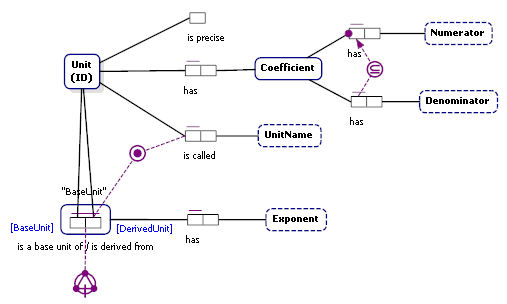 is precise
Numerator
has
Unit
(ID)
Coefficient
has
Denominator
has
UnitName
is called
"BaseUnit"
[BaseUnit]
[DerivedUnit]
Exponent
has
is a base unit of / is derived from